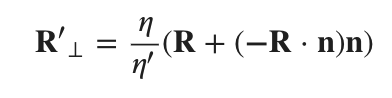 𝐑′⊥ = η/η′ (𝐑 + (−𝐑 · 𝐧)𝐧)